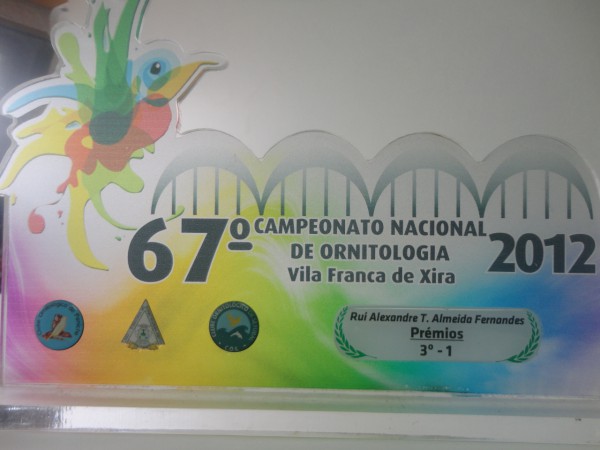 67º CAMPEONATO NACIONAL
DE ORNITOLOGIA
Vila Franca de Xira
2012
Rui Alexandre T. Almeida Fernandes
Prémios
3º - 1